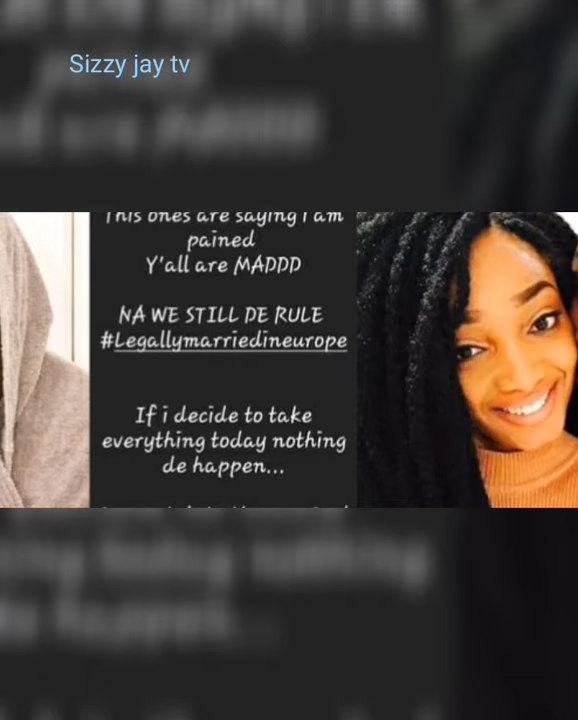 Sizzy jay tv
This ones are saying i am
pained
Y'all are MADDD
NA WE STILL DE RULE
#Legallymarriedineurope
If i decide to take
everything today nothing
de happen...